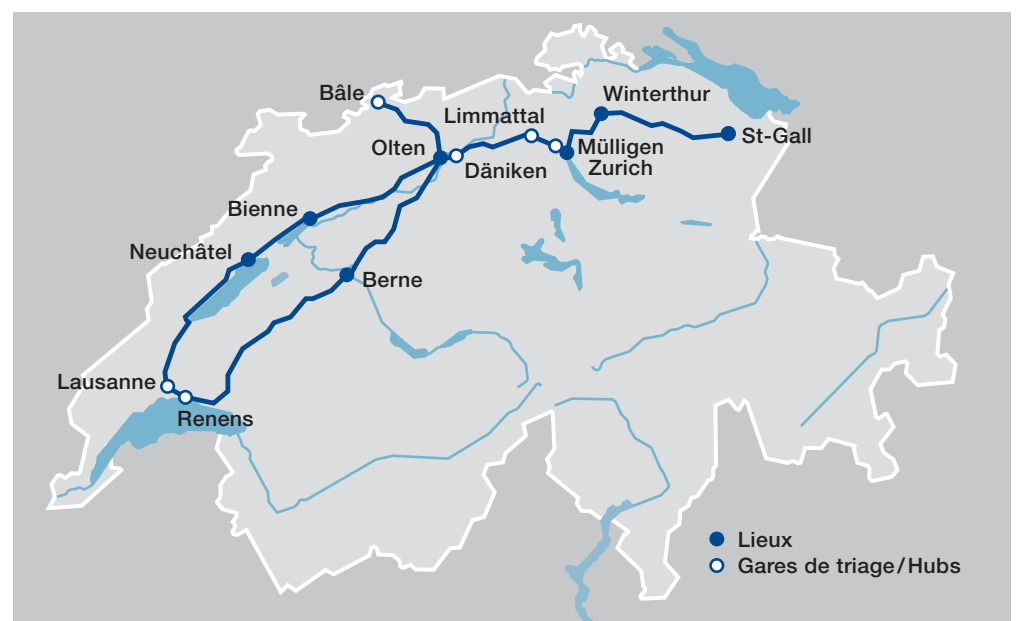 Bâle
Winterthur
Limmattal
St-Gall
Olten
Mülligen
Zurich
Däniken
Bienne
Neuchâtel
Berne
Lausanne
Renens
Lieux
Gares de triage/Hubs